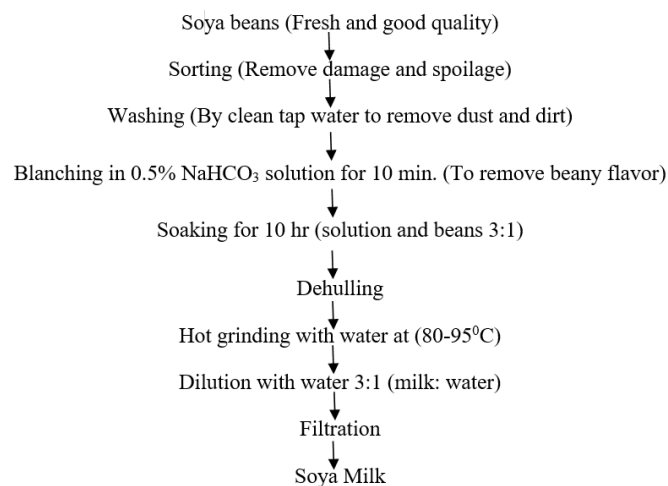 Soya beans (Fresh and good quality)
Sorting (Remove damage and spoilage)
Washing (By clean tap water to remove dust and dirt)
Blanching in 0.5% NaHCO₃ solution for 10 min. (To remove beany flavor)
Soaking for 10 hr (solution and beans 3:1)
Dehulling
Hot grinding with water at (80-95⁰C)
Dilution with water 3:1 (milk: water)
Filtration
Soya Milk